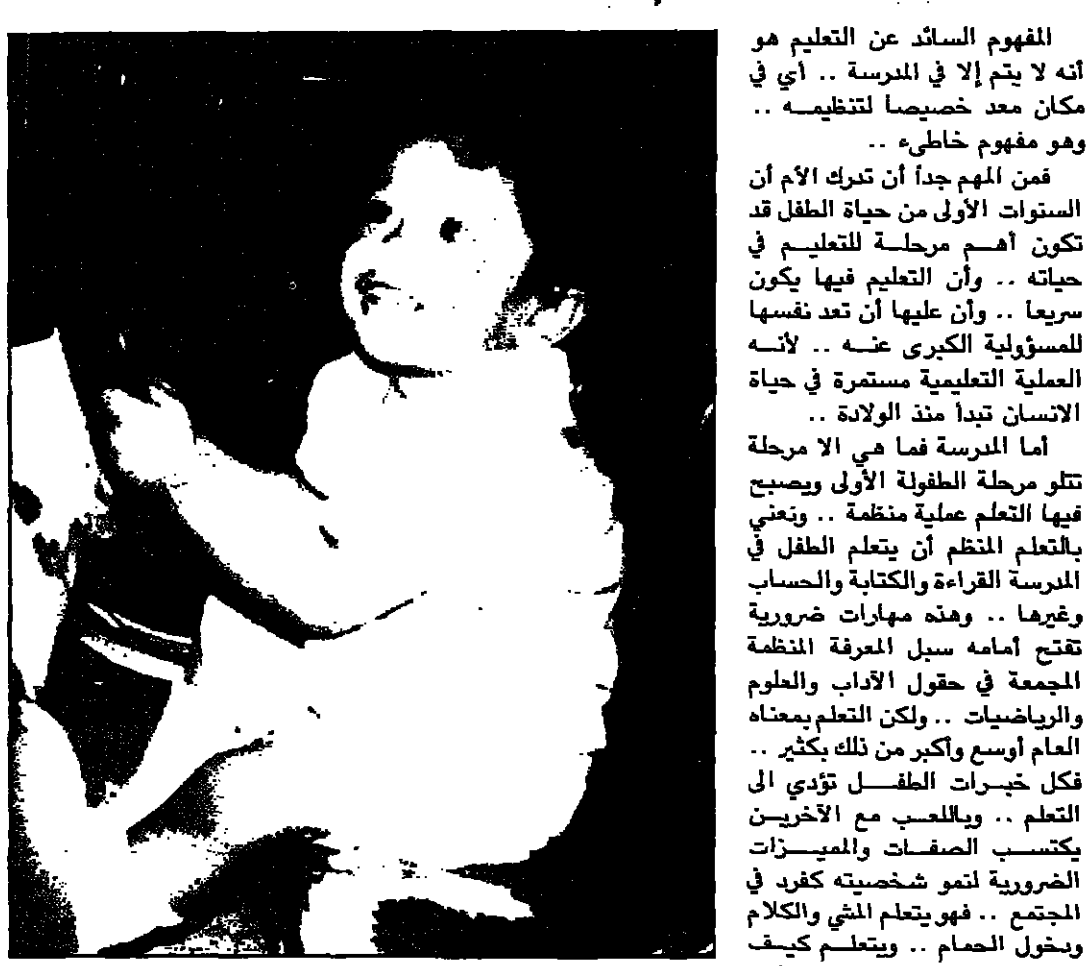 المفهوم السائد عن التعليم هو
أنه لا يتم إلا في المدرسة .. أي في
مكان معد خصيصاً لتنظيمه ..
وهو مفهوم خاطىء ..
فمن المهم جداً أن تدرك الأم أن
السنوات الأولى من حياة الطفل قد
تكون أهم مرحلة للتعليم في
حياته .. وأن التعليم فيها يكون
سريعا .. وأن عليها أن تعد نفسها
للمسؤولية الكبرى عنه .. لأنه
العملية التعليمية مستمرة في حياة
الانسان تبدأ منذ الولادة ..
أما المدرسة فما هي الا مرحلة
تتلو مرحلة الطفولة الأولى ويصبح
فيها التعلم عملية منظمة .. ونعني
بالتعلم المنظم أن يتعلم الطفل في
المدرسة القراءة والكتابة والحساب
وغيرها .. وهذه مهارات ضرورية
تفتح أمامه سبل المعرفة المنظمة
المجمعة في حقول الآداب والعلوم
والرياضيات .. ولكن التعلم بمعناه
العام أوسع وأكبر من ذلك بكثير ..
فكل خبرات الطفل تؤدي الى
التعلم .. وباللعب مع الآخرين
يكتسب الصفات والمميزات
الضرورية لنمو شخصيته كفرد في
المجتمع .. فهو يتعلم المشي والكلام
ودخول الحمام .. ويتعلم كيف